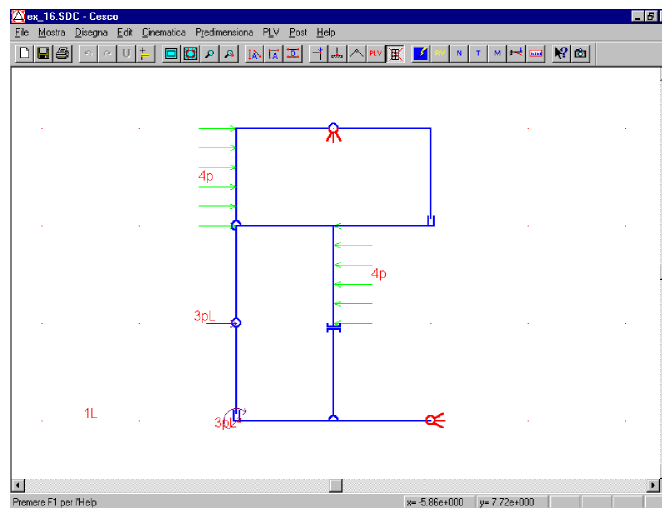 ex_16.SDC - Cesco
File Mostra Disegna Edit Cinematica Predimensiona PLV Post Help
U PLV N T M
4p
4p
3pL
1L
3pL
Premere F1 per l'Help x= -5.86e+000 y= 7.72e+000